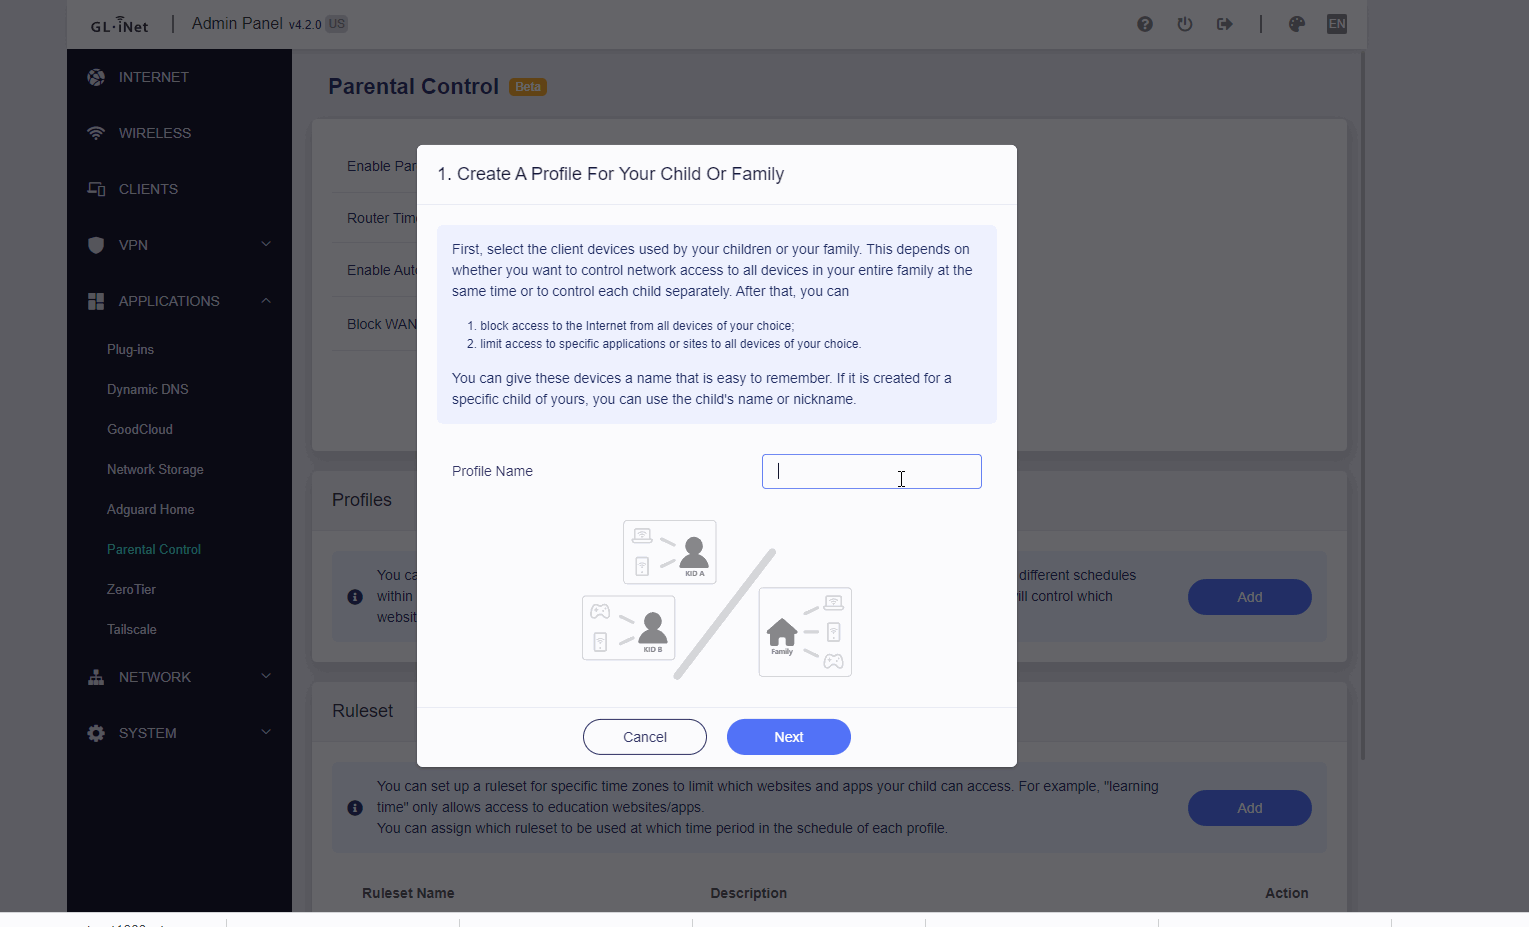 GL·iNet | Admin Panel v4.2.0 US
EN
INTERNET
WIRELESS
CLIENTS
VPN
APPLICATIONS
Plug-ins
Dynamic DNS
GoodCloud
Network Storage
Adguard Home
Parental Control
ZeroTier
Tailscale
NETWORK
SYSTEM
Parental Control Beta
Enable Par
Router Tim
Enable Aut
Block WAN
1. Create A Profile For Your Child Or Family
First, select the client devices used by your children or your family. This depends on
whether you want to control network access to all devices in your entire family at the
same time or to control each child separately. After that, you can
1. block access to the Internet from all devices of your choice;
2. limit access to specific applications or sites to all devices of your choice.
You can give these devices a name that is easy to remember. If it is created for a
specific child of yours, you can use the child's name or nickname.
Profile Name
KID A
KID B
Family
Cancel
Next
Profiles
You ca
different schedules
within
ill control which
websit
Add
Ruleset
You can set up a ruleset for specific time zones to limit which websites and apps your child can access. For example, "learning
time" only allows access to education websites/apps.
You can assign which ruleset to be used at which time period in the schedule of each profile.
Add
Ruleset Name
Description
Action